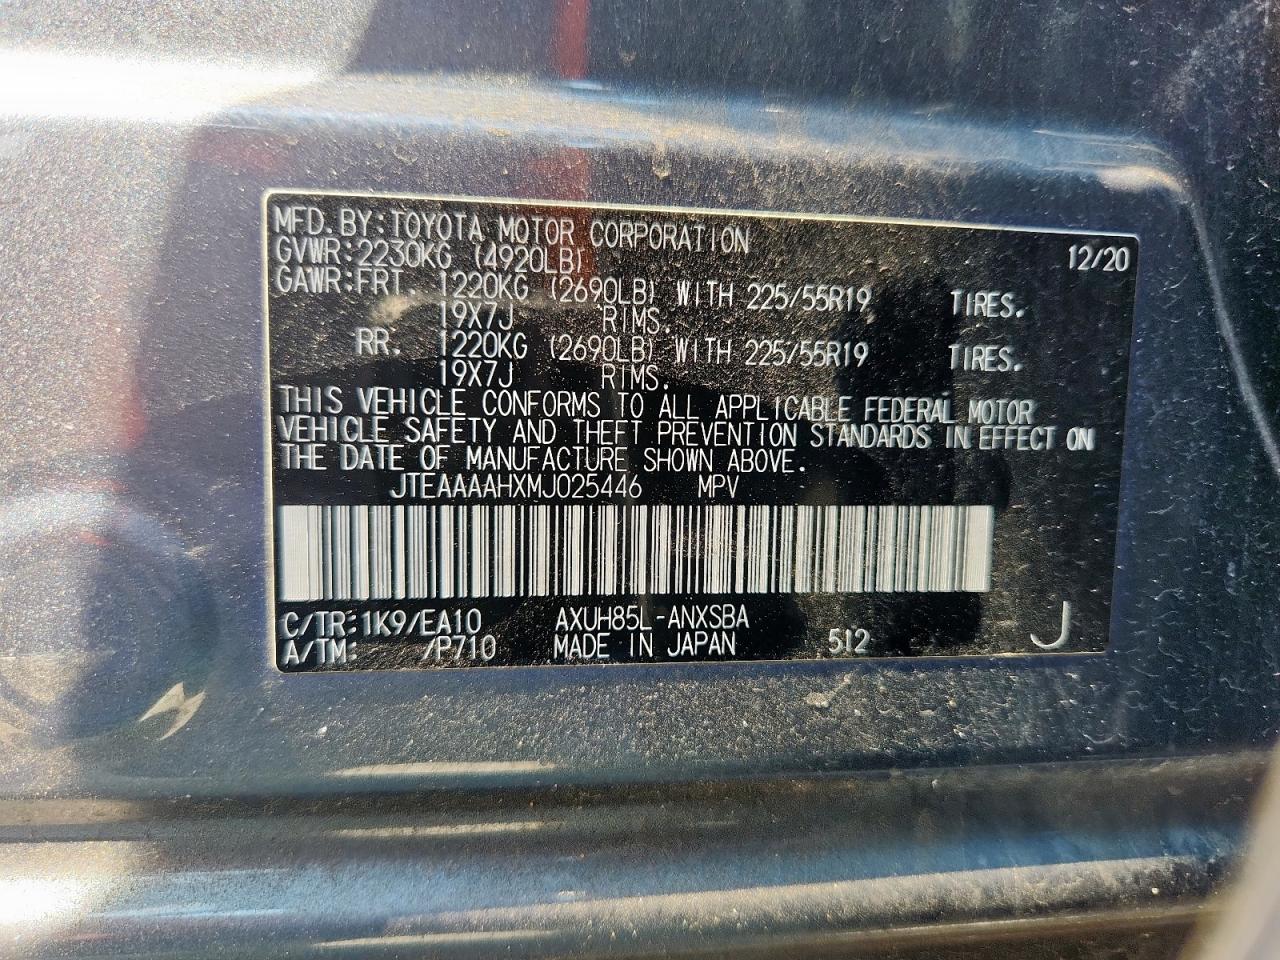 MFD. BY: TOYOTA MOTOR CORPORATION 12/20
GVWR: 2230KG (4920LB)
GAWR: FRT. 1220KG (2690LB) WITH 225/55R19 TIRES.
19X7J RIMS.
RR. 1220KG (2690LB) WITH 225/55R19 TIRES.
19X7J RIMS.
THIS VEHICLE CONFORMS TO ALL APPLICABLE FEDERAL MOTOR
VEHICLE SAFETY AND THEFT PREVENTION STANDARDS IN EFFECT ON
THE DATE OF MANUFACTURE SHOWN ABOVE.
JTEAAAAHXMJ025446 MPV
C/TR: 1K9/EA10 AXUH85L-ANXSBA
A/TM: /P710 MADE IN JAPAN 512 J